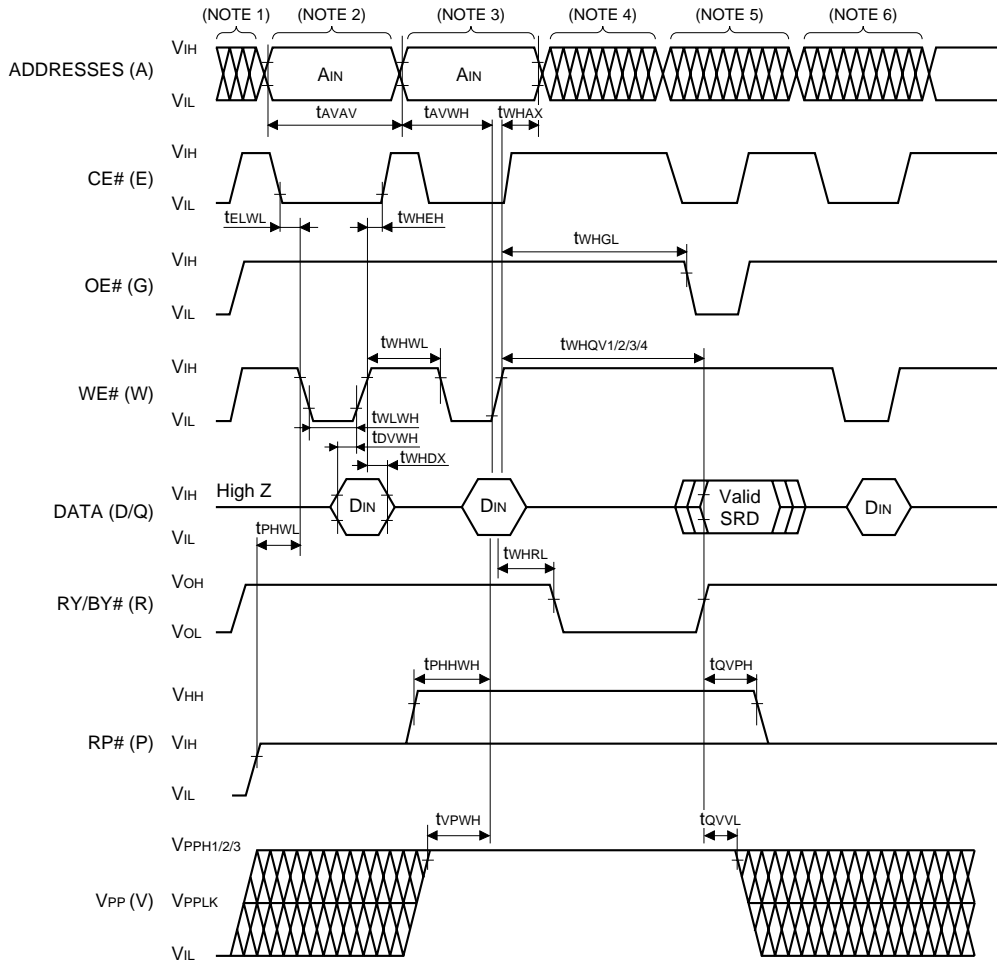 (NOTE 1) (NOTE 2) (NOTE 3) (NOTE 4) (NOTE 5) (NOTE 6)
ADDRESSES (A)
VIH
VIL
AIN AIN
tAVAV tAVWH tWHAX
CE# (E)
VIH
VIL
tELWL tWHEH
OE# (G)
VIH
VIL
tWHGL
WE# (W)
VIH
VIL
tWHWL tWHQV1/2/3/4
tWLWH
tDVWH
tWHDX
DATA (D/Q)
VIH
VIL
High Z
DIN DIN Valid SRD DIN
tPHWL
tWHRL
RY/BY# (R)
VOH
VOL
tPHHWH tQVPH
RP# (P)
VHH
VIH
VIL
tVPWH tQVVL
VPP (V)
VPPH1/2/3
VPPLK
VIL